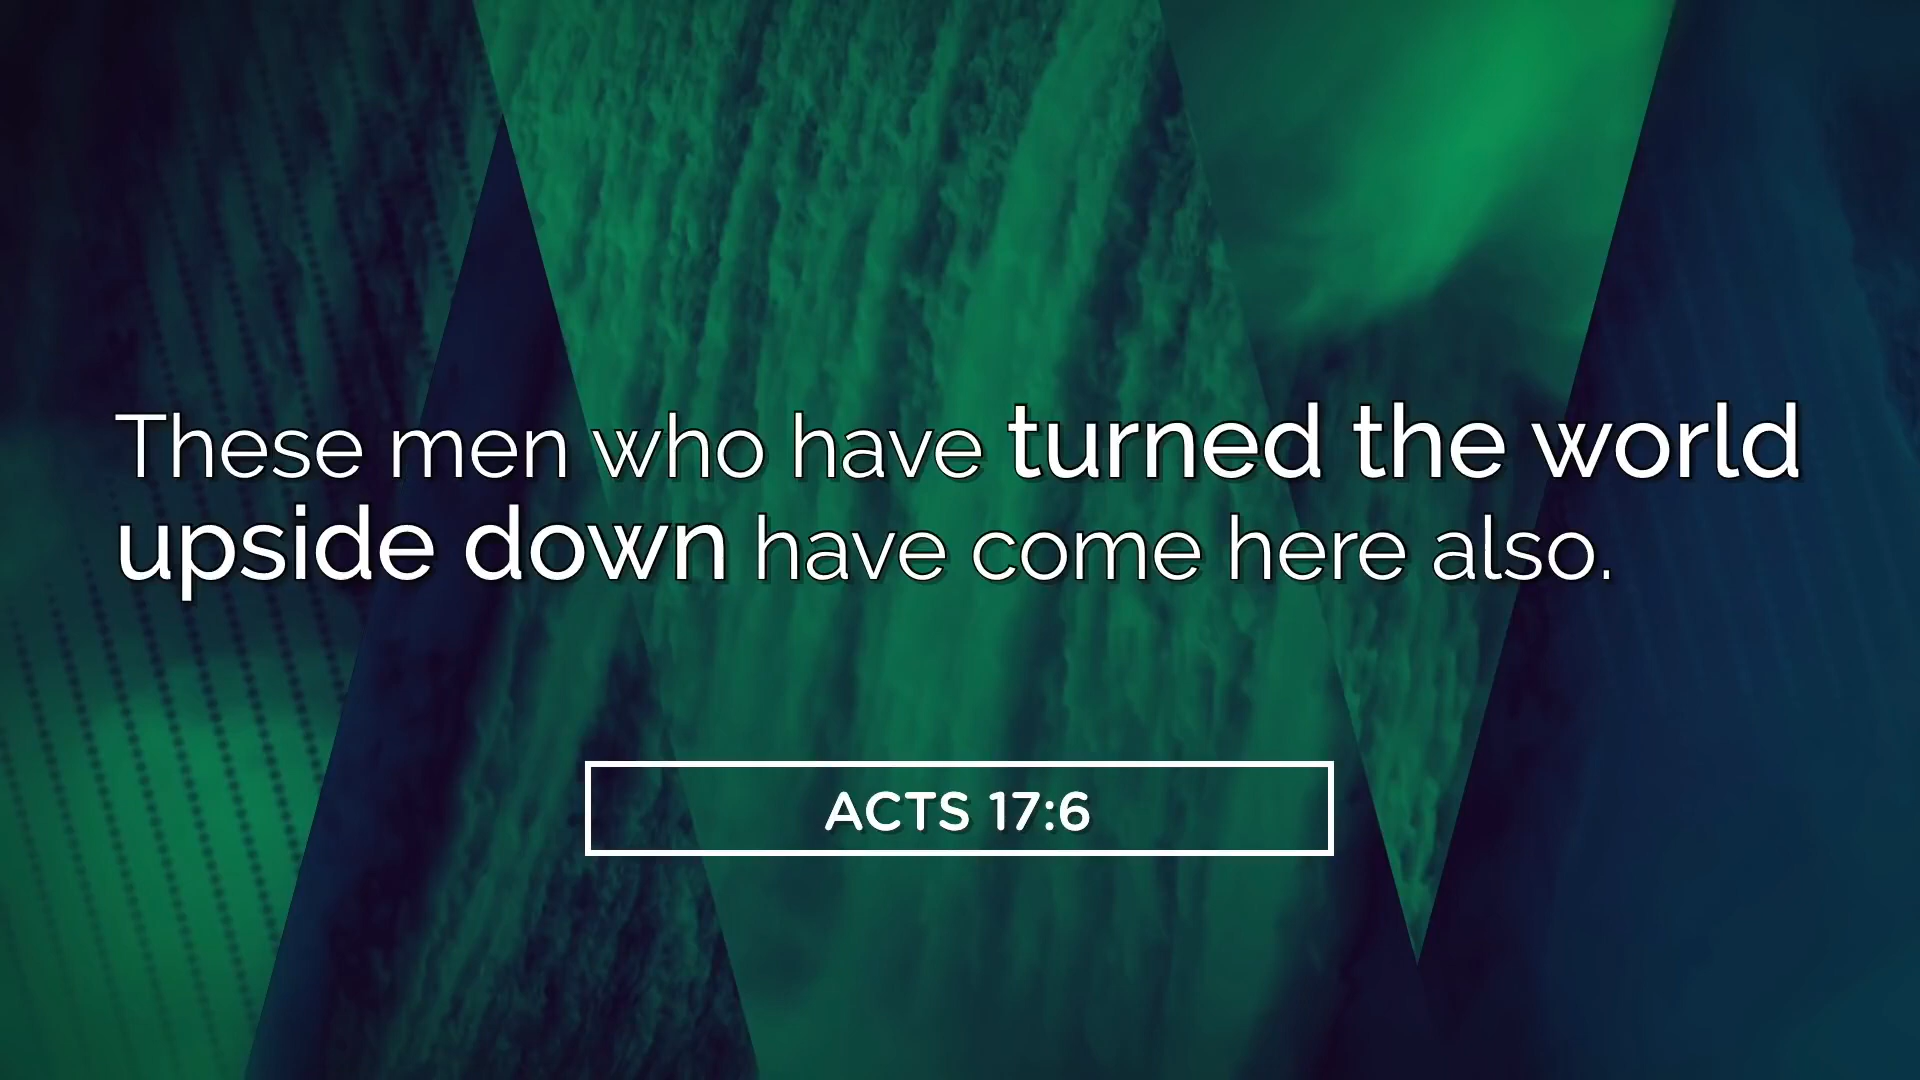 These men who have turned the world
upside down have come here also.
ACTS 17:6